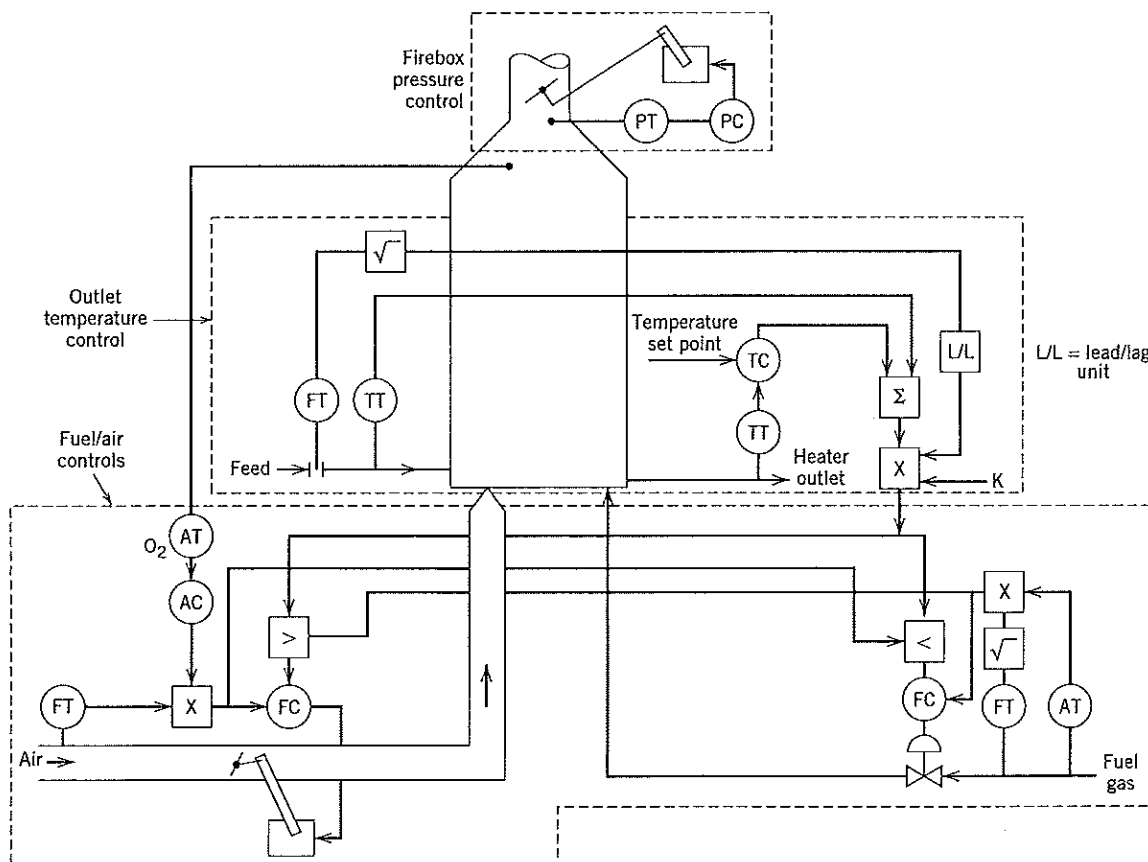 Firebox
pressure
control
PT
PC
√
Outlet
temperature
control
Temperature
set point
TC
L/L
L/L = lead/lag
unit
FT
TT
Σ
TT
Fuel/air
controls
Feed
Heater
outlet
X
K
O₂
AT
AC
>
X
<
√
FT
X
FC
FC
FT
AT
Air
Fuel
gas